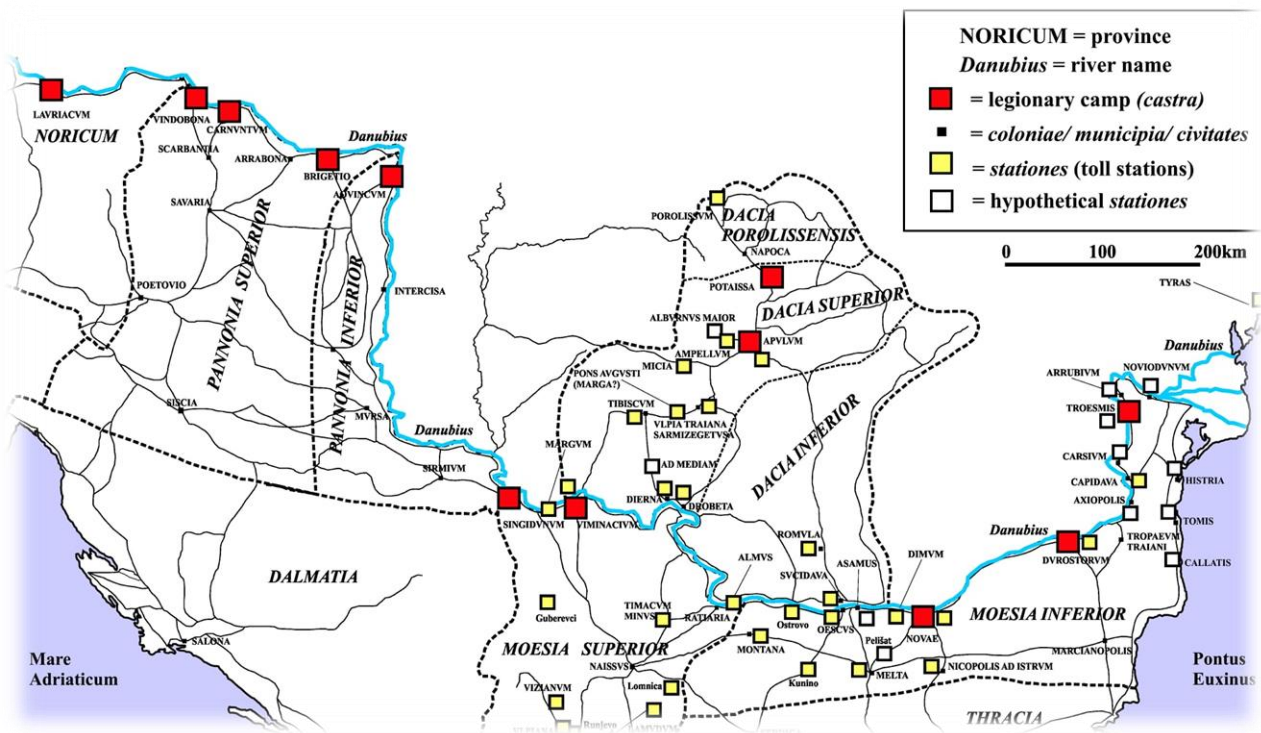 NORICUM = province
Danubius = river name
= legionary camp (castra)
= coloniae/ municipia/ civitates
= stationes (toll stations)
= hypothetical stationes
0 100 200km
LAVRIACVM
NORICUM
VINDOBONA
CARNVNTVM
SCARBANTIA
ARRABONA
Danubius
BRIGETIO
AQVINCVM
SAVARIA
PANNONIA SUPERIOR
PANNONIA INFERIOR
POETOVIO
INTERCISA
SISCIA
MVRSA
Danubius
SIRMIVM
DALMATIA
SALONA
Mare
Adriaticum
POROLISSVM
DACIA
POROLISSENSIS
NAPOCA
POTAISSA
DACIA SUPERIOR
ALBVRNVS MAIOR
APVLVM
AMPELLVM
MICIA
PONS AVGVSTI
(MARGA?)
TIBISCVM
VLPIA TRAIANA
SARMIZEGETVSA
DACIA INFERIOR
MARGVM
AD MEDIAM
DIERNA
DROBETA
SINGIDVNVM
VIMINACIVM
ROMVLA
ALMVS
SVCIDAVA
ASAMUS
DIMVM
Guberevci
TIMACVM
MINVS
RATIARIA
Ostrovo
OESCVS
NOVAE
MOESIA INFERIOR
MOESIA SUPERIOR
MONTANA
Pelišat
NAISSVS
MARCIANOPOLIS
Kunino
MELTA
NICOPOLIS AD ISTRVM
VIZIANVM
Lomnica
THRACIA
TYRAS
Danubius
ARRUBIVM
NOVIODVNVM
TROESMIS
CARSIVM
CAPIDAVA
HISTRIA
AXIOPOLIS
Danubius
TOMIS
TROPAEVM
TRAIANI
DVROSTORVM
CALLATIS
Pontus
Euxinus